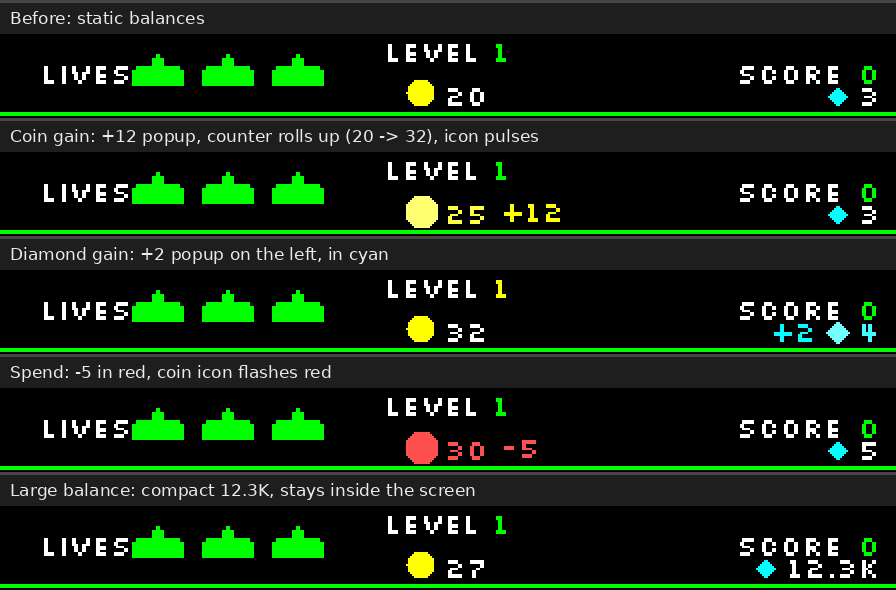 Before: static balances
LIVES LEVEL 1 SCORE 0
20 3
Coin gain: +12 popup, counter rolls up (20 -> 32), icon pulses
LIVES LEVEL 1 SCORE 0
25 +12 3
Diamond gain: +2 popup on the left, in cyan
LIVES LEVEL 1 SCORE 0
32 +2 4
Spend: -5 in red, coin icon flashes red
LIVES LEVEL 1 SCORE 0
30 -5 5
Large balance: compact 12.3K, stays inside the screen
LIVES LEVEL 1 SCORE 0
27 12.3K